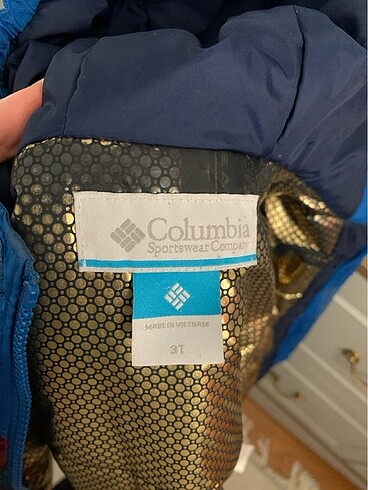 Columbia
Sportswear Company
MADE IN VIETNAM
3T